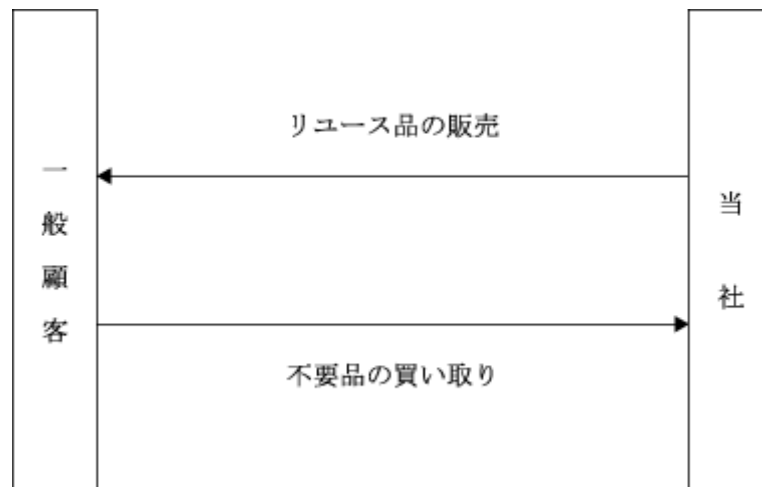 リユース品の販売
一般顧客
当社
不要品の買い取り